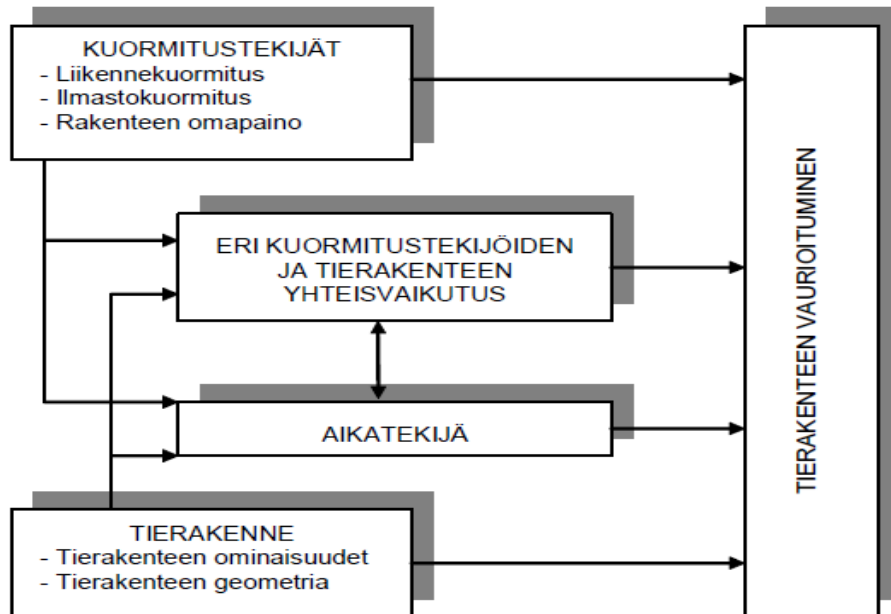 KUORMITUSTEKIJÄT
- Liikennekuormitus
- Ilmastokuormitus
- Rakenteen omapaino
ERI KUORMITUSTEKIJÖIDEN
JA TIERAKENTEEN
YHTEISVAIKUTUS
AIKATEKIJÄ
TIERAKENNE
- Tierakenteen ominaisuudet
- Tierakenteen geometria
TIERAKENTEEN VAURIOITUMINEN